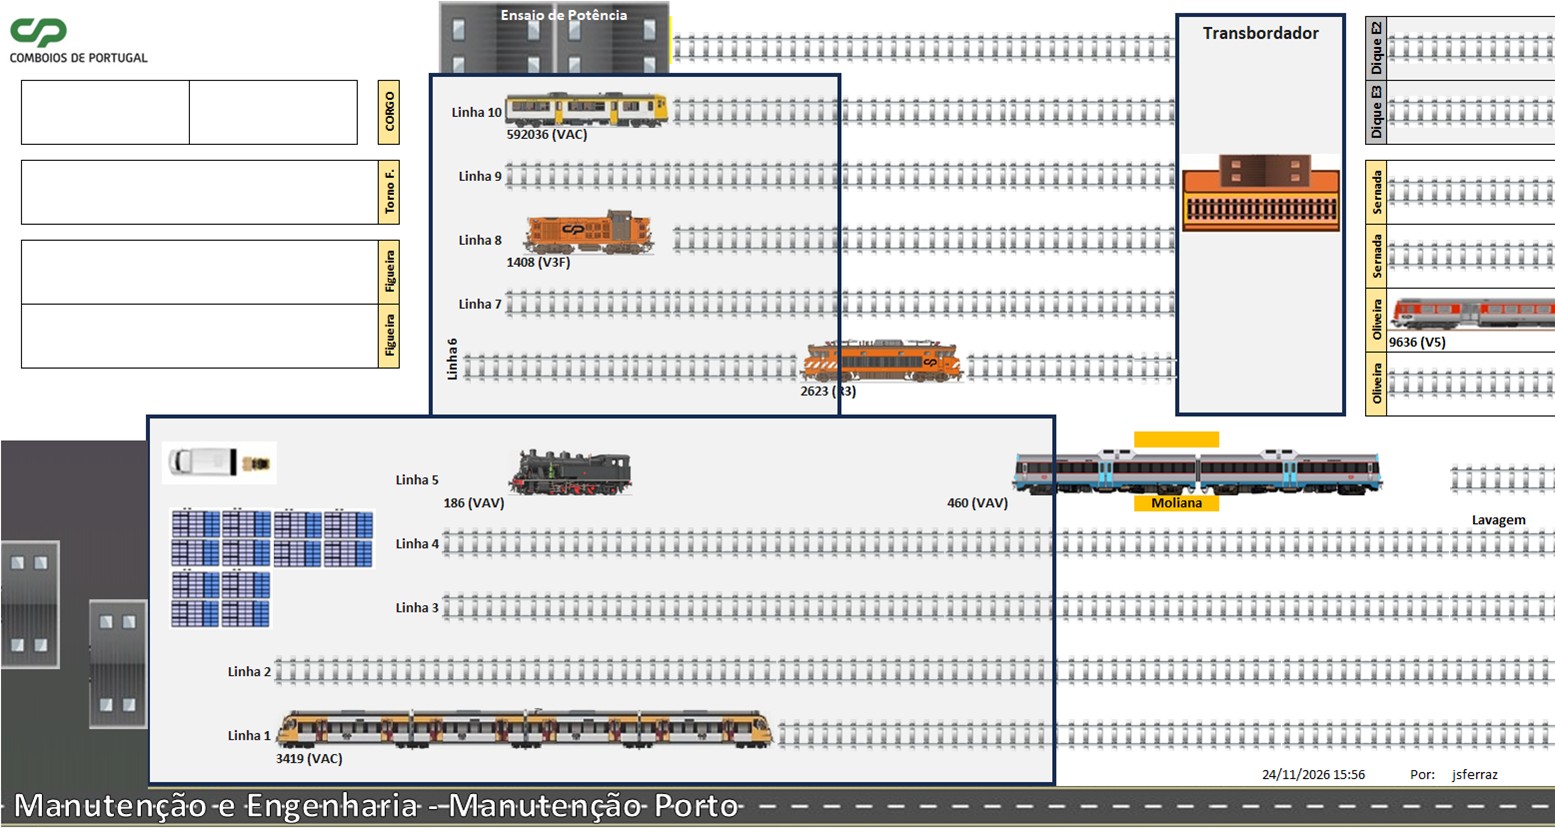 Ensaio de Potência
Transbordador
Dique E2
CP
COMBOIOS DE PORTUGAL
CORGO
Linha 10
592036 (VAC)
Dique E3
Torno F.
Linha 9
Sernada
Figueira
Linha 8
1408 (V3F)
Sernada
Figueira
Linha 7
Oliveira
9636 (V5)
Linha 6
2623 (R3)
Oliveira
Linha 5
186 (VAV)
460 (VAV)
Moliana
Lavagem
Linha 4
Linha 3
Linha 2
Linha 1
3419 (VAC)
24/11/2026 15:56 Por: jsferraz
Manutenção e Engenharia - Manutenção Porto